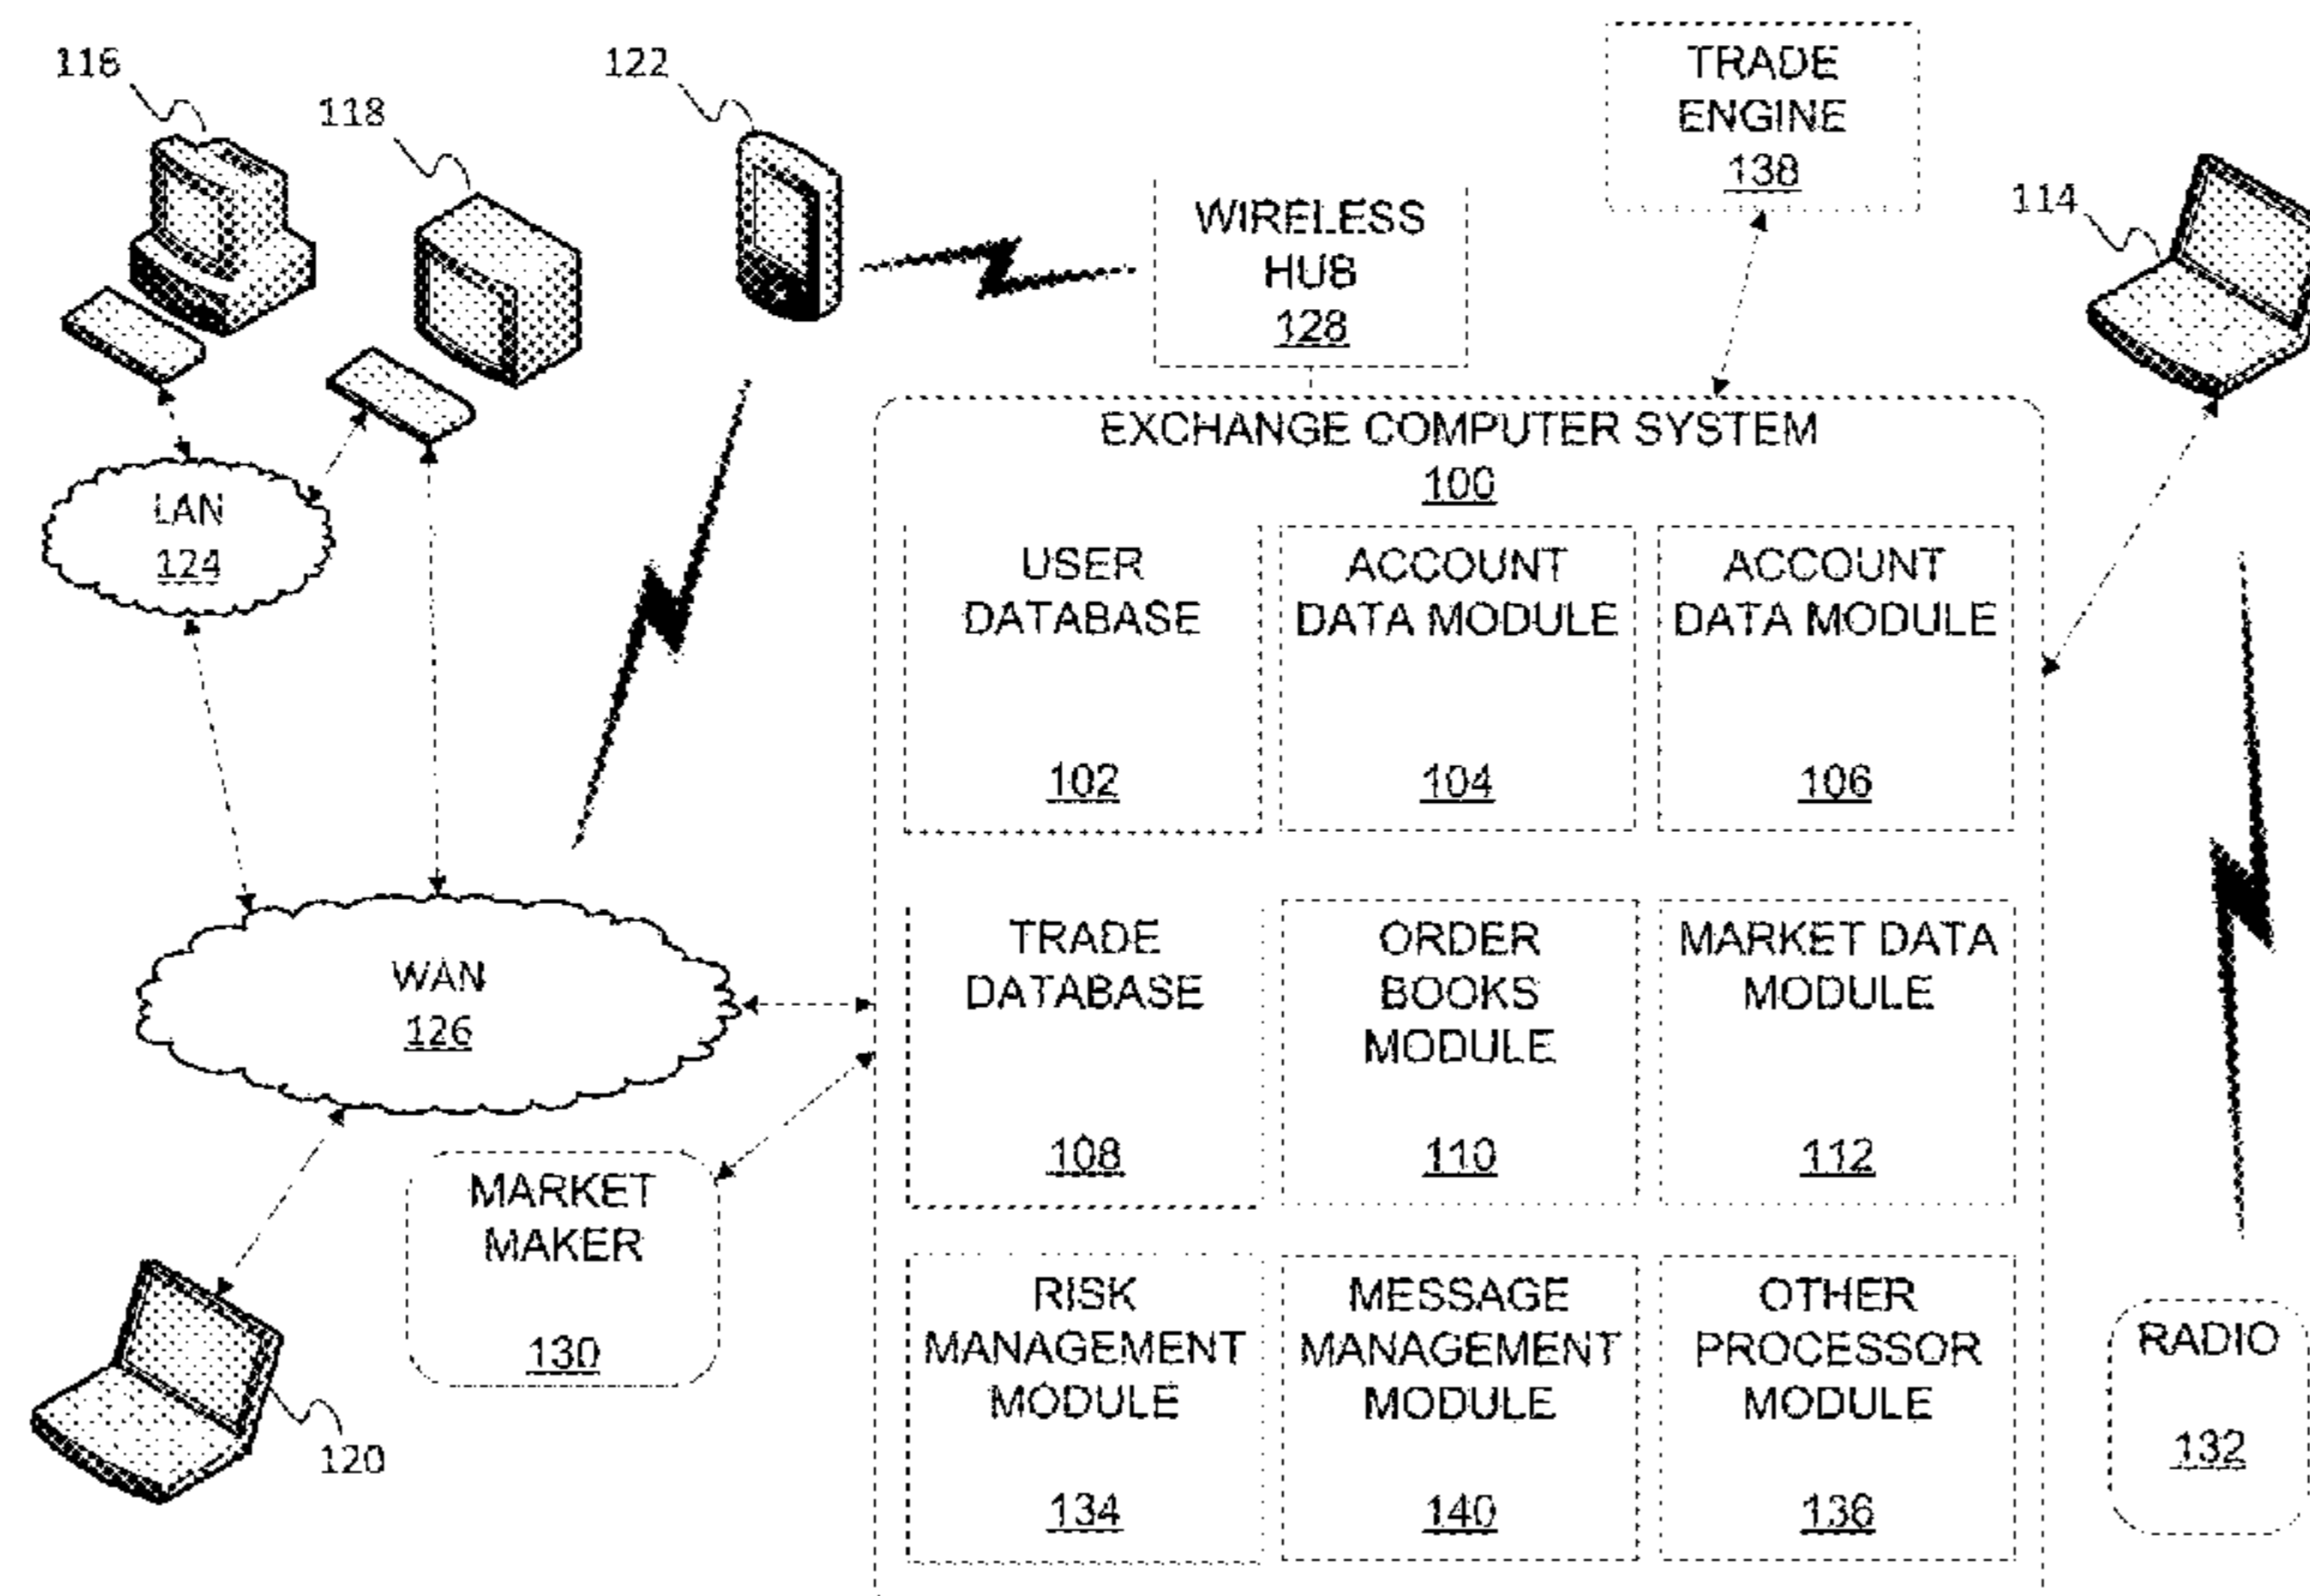 116
118
122
TRADE
ENGINE
138
114
WIRELESS
HUB
128
EXCHANGE COMPUTER SYSTEM
100
LAN
124
USER
DATABASE
102
ACCOUNT
DATA MODULE
104
ACCOUNT
DATA MODULE
106
WAN
126
TRADE
DATABASE
108
ORDER
BOOKS
MODULE
110
MARKET DATA
MODULE
112
MARKET
MAKER
130
120
RISK
MANAGEMENT
MODULE
134
MESSAGE
MANAGEMENT
MODULE
140
OTHER
PROCESSOR
MODULE
136
RADIO
132